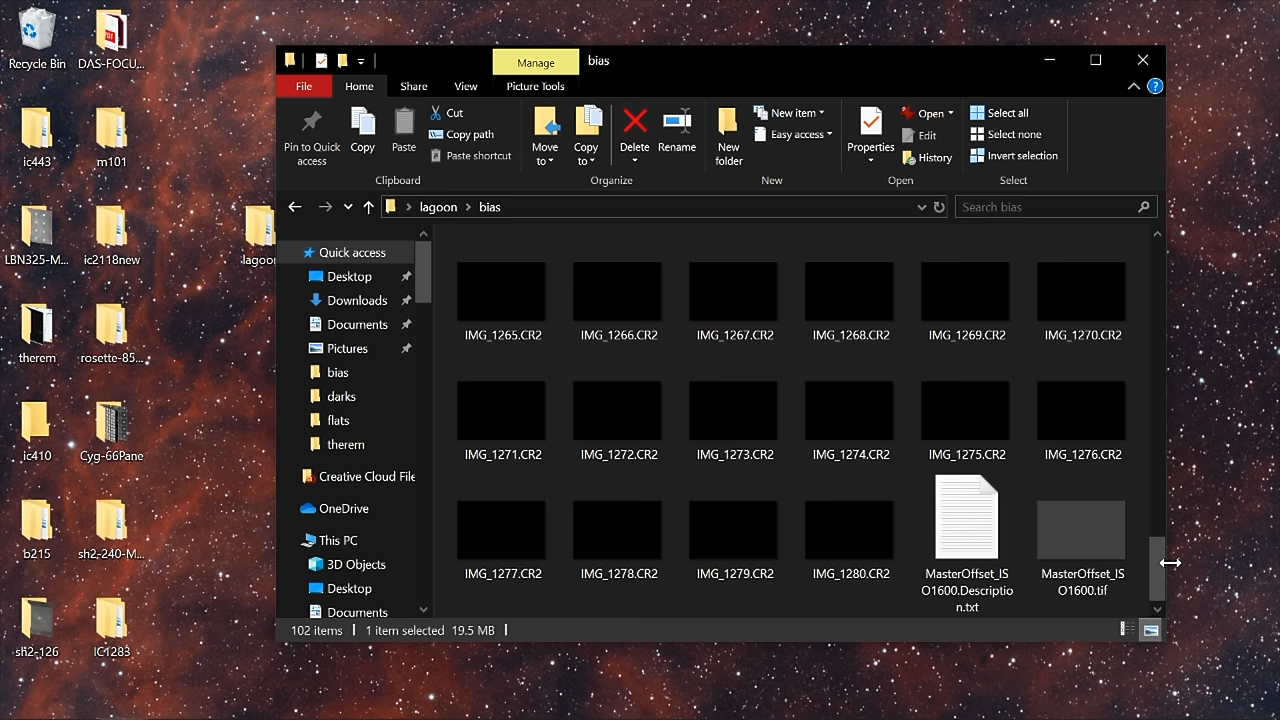 Recycle Bin
DAS-FOCU...
ic443
m101
LBN325-M...
ic2118new
lagoon
therem
rosette-85...
ic410
Cyg-66Pane
b215
sh2-240-M...
sh2-126
IC1283
Manage
bias
File
Home
Share
View
Picture Tools
?
Pin to Quick
access
Copy
Paste
Cut
Copy path
Paste shortcut
Clipboard
Move
to
Copy
to
Delete
Rename
Organize
New
folder
New item
Easy access
New
Properties
Open
Edit
History
Open
Select all
Select none
Invert selection
Select
lagoon
bias
Search bias
Quick access
Desktop
Downloads
Documents
Pictures
bias
darks
flats
therem
Creative Cloud File
OneDrive
This PC
3D Objects
Desktop
Documents
IMG_1265.CR2
IMG_1266.CR2
IMG_1267.CR2
IMG_1268.CR2
IMG_1269.CR2
IMG_1270.CR2
IMG_1271.CR2
IMG_1272.CR2
IMG_1273.CR2
IMG_1274.CR2
IMG_1275.CR2
IMG_1276.CR2
IMG_1277.CR2
IMG_1278.CR2
IMG_1279.CR2
IMG_1280.CR2
MasterOffset_IS
O1600.Descriptio
n.txt
MasterOffset_IS
O1600.tif
102 items
1 item selected 19.5 MB